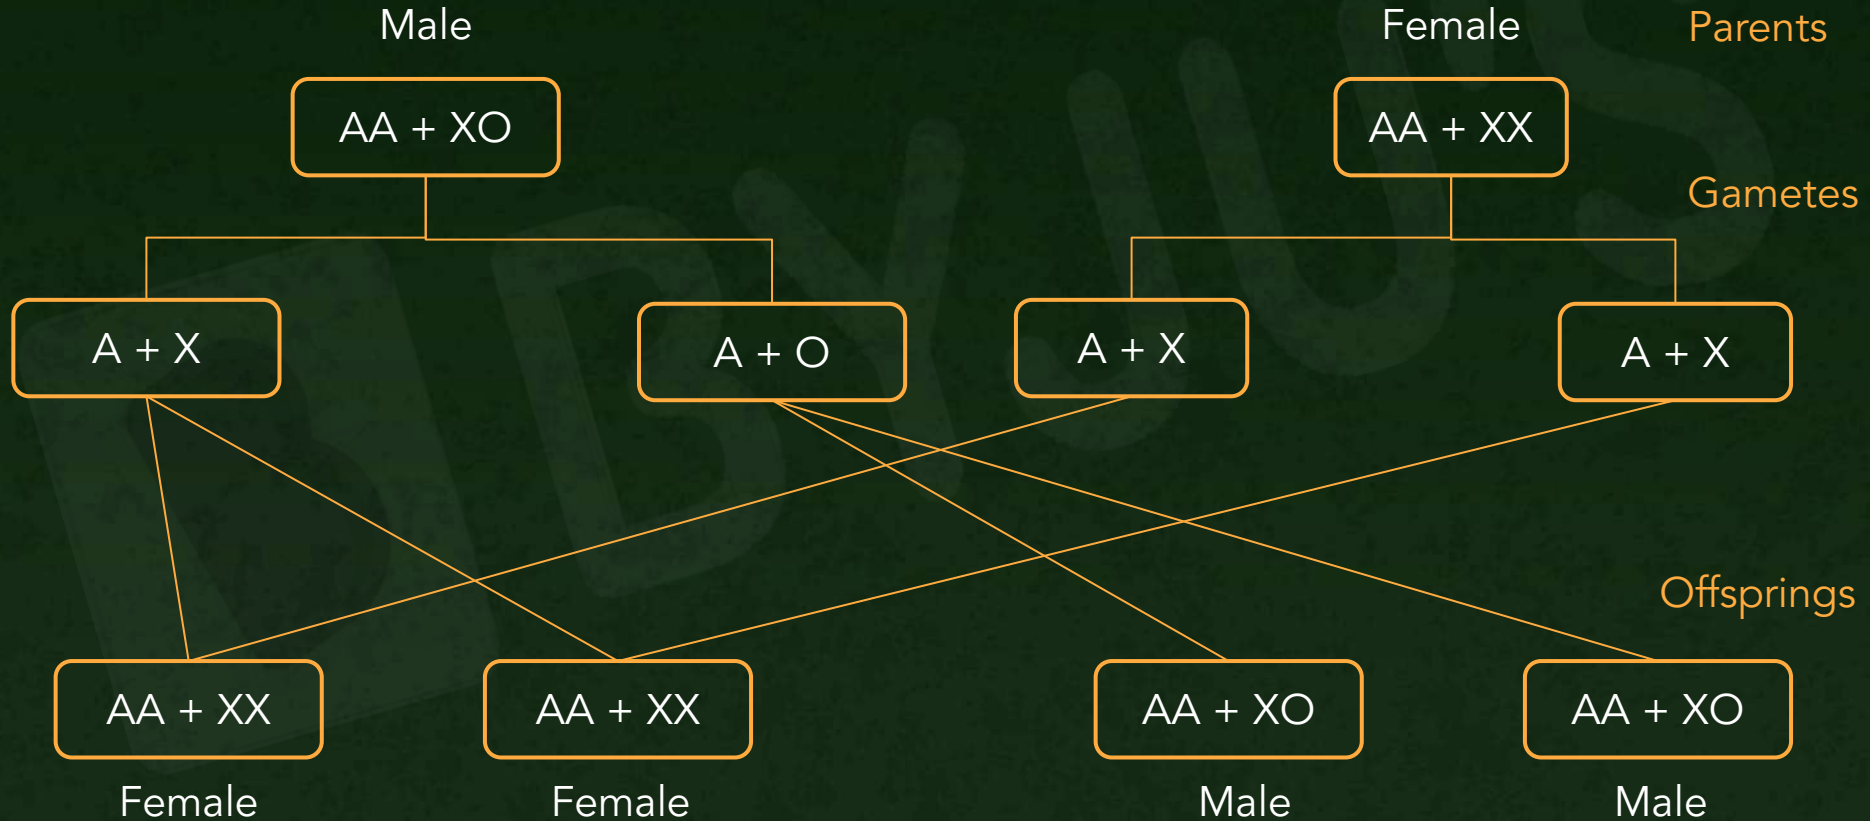 Male
Female
Parents
AA + XO
AA + XX
Gametes
A + X
A + O
A + X
A + X
Offsprings
AA + XX
AA + XX
AA + XO
AA + XO
Female
Female
Male
Male
BYJU'S